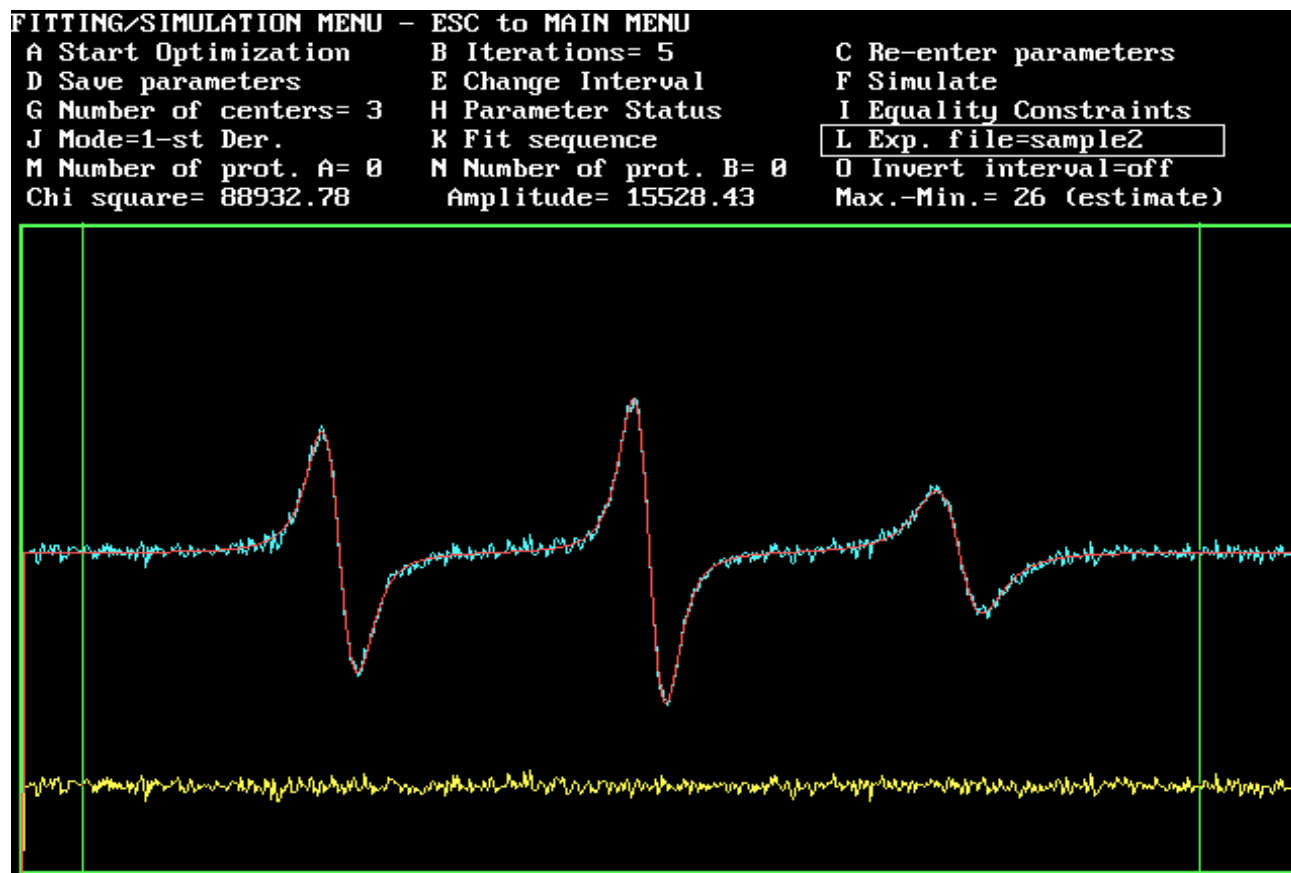 FITTING/SIMULATION MENU - ESC to MAIN MENU
A Start Optimization B Iterations= 5 C Re-enter parameters
D Save parameters E Change Interval F Simulate
G Number of centers= 3 H Parameter Status I Equality Constraints
J Mode=1-st Der. K Fit sequence L Exp. file=sample2
M Number of prot. A= 0 N Number of prot. B= 0 O Invert interval=off
Chi square= 88932.78 Amplitude= 15528.43 Max.-Min.= 26 (estimate)